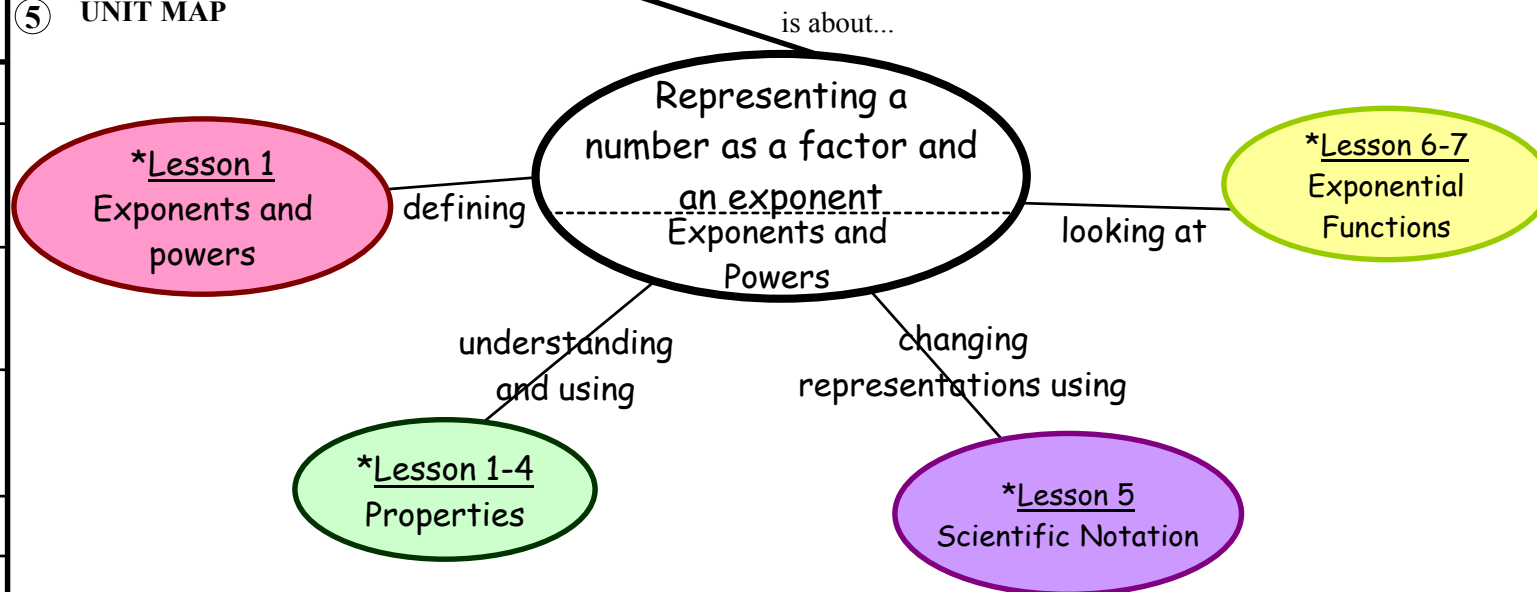 5 UNIT MAP
is about...
Representing a
number as a factor and
an exponent
Exponents and
Powers
*Lesson 1
Exponents and
powers
defining
*Lesson 6-7
Exponential
Functions
looking at
understanding
and using
changing
representations using
*Lesson 1-4
Properties
*Lesson 5
Scientific Notation